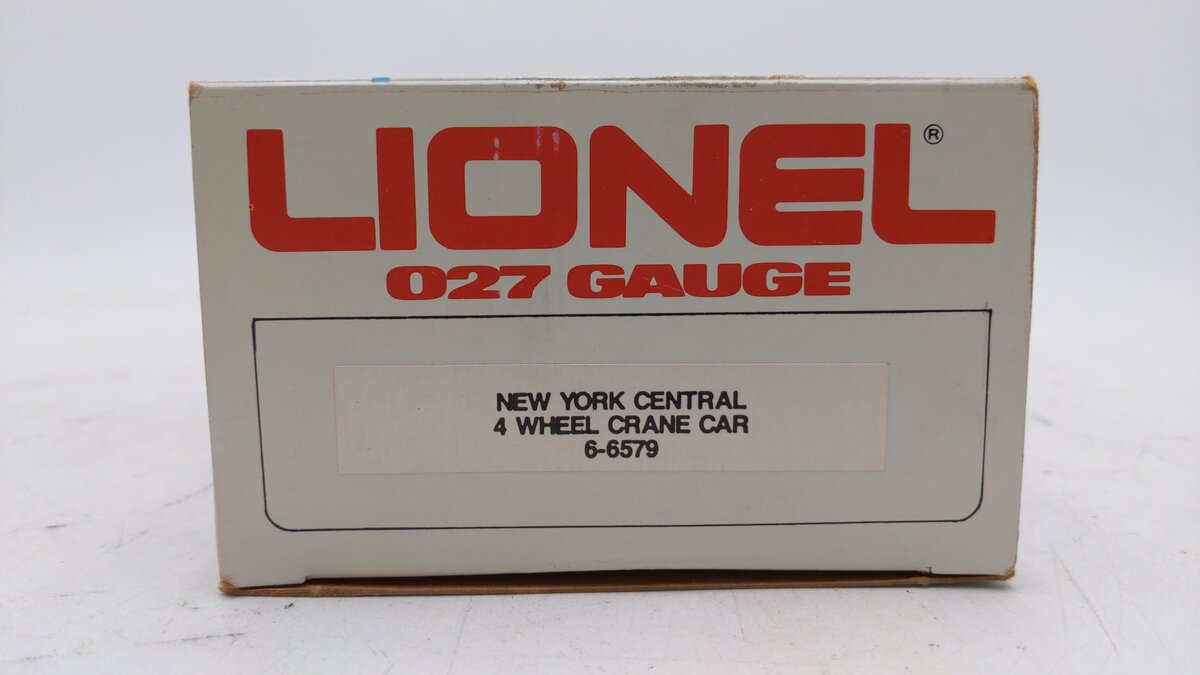 LIONEL®
027 GAUGE
NEW YORK CENTRAL
4 WHEEL CRANE CAR
6-6579